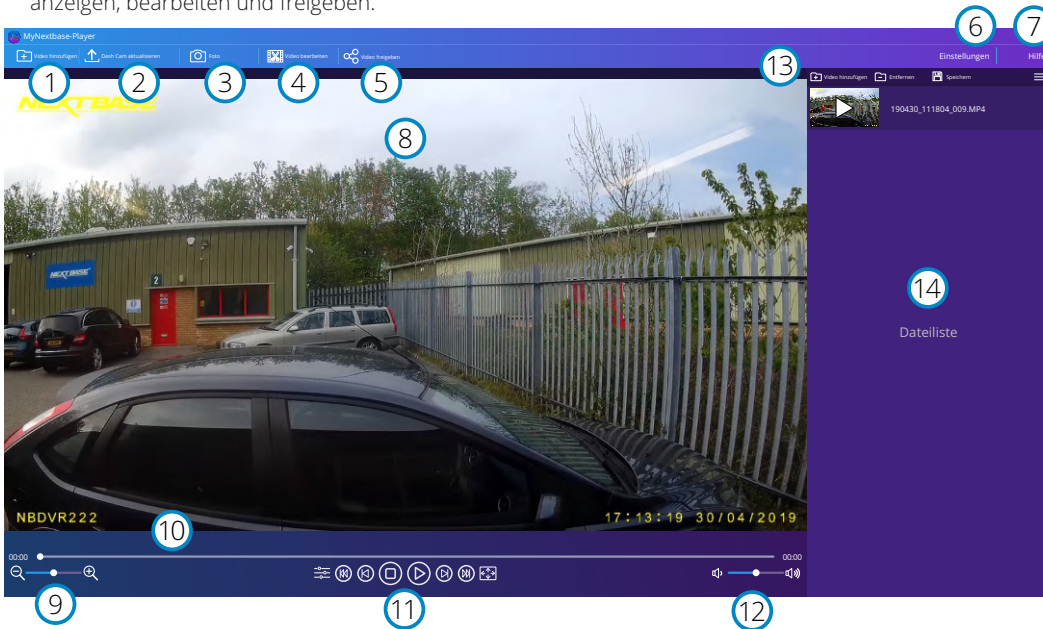 anzeigen, bearbeiten und freigeben.
6 7
MyNextbase-Player
Video hinzufügen Dash Cam aktualisieren Foto Video bearbeiten Video freigeben Einstellungen Hilfe
1 2 3 4 5 13
Video hinzufügen Entfernen Speichern
NEXTBASE
190430_111804_009.MP4
8
NEXTBASE
2
14
Dateiliste
NBDVR222 17:13:19 30/04/2019
10
00:00 00:00
9 11 12